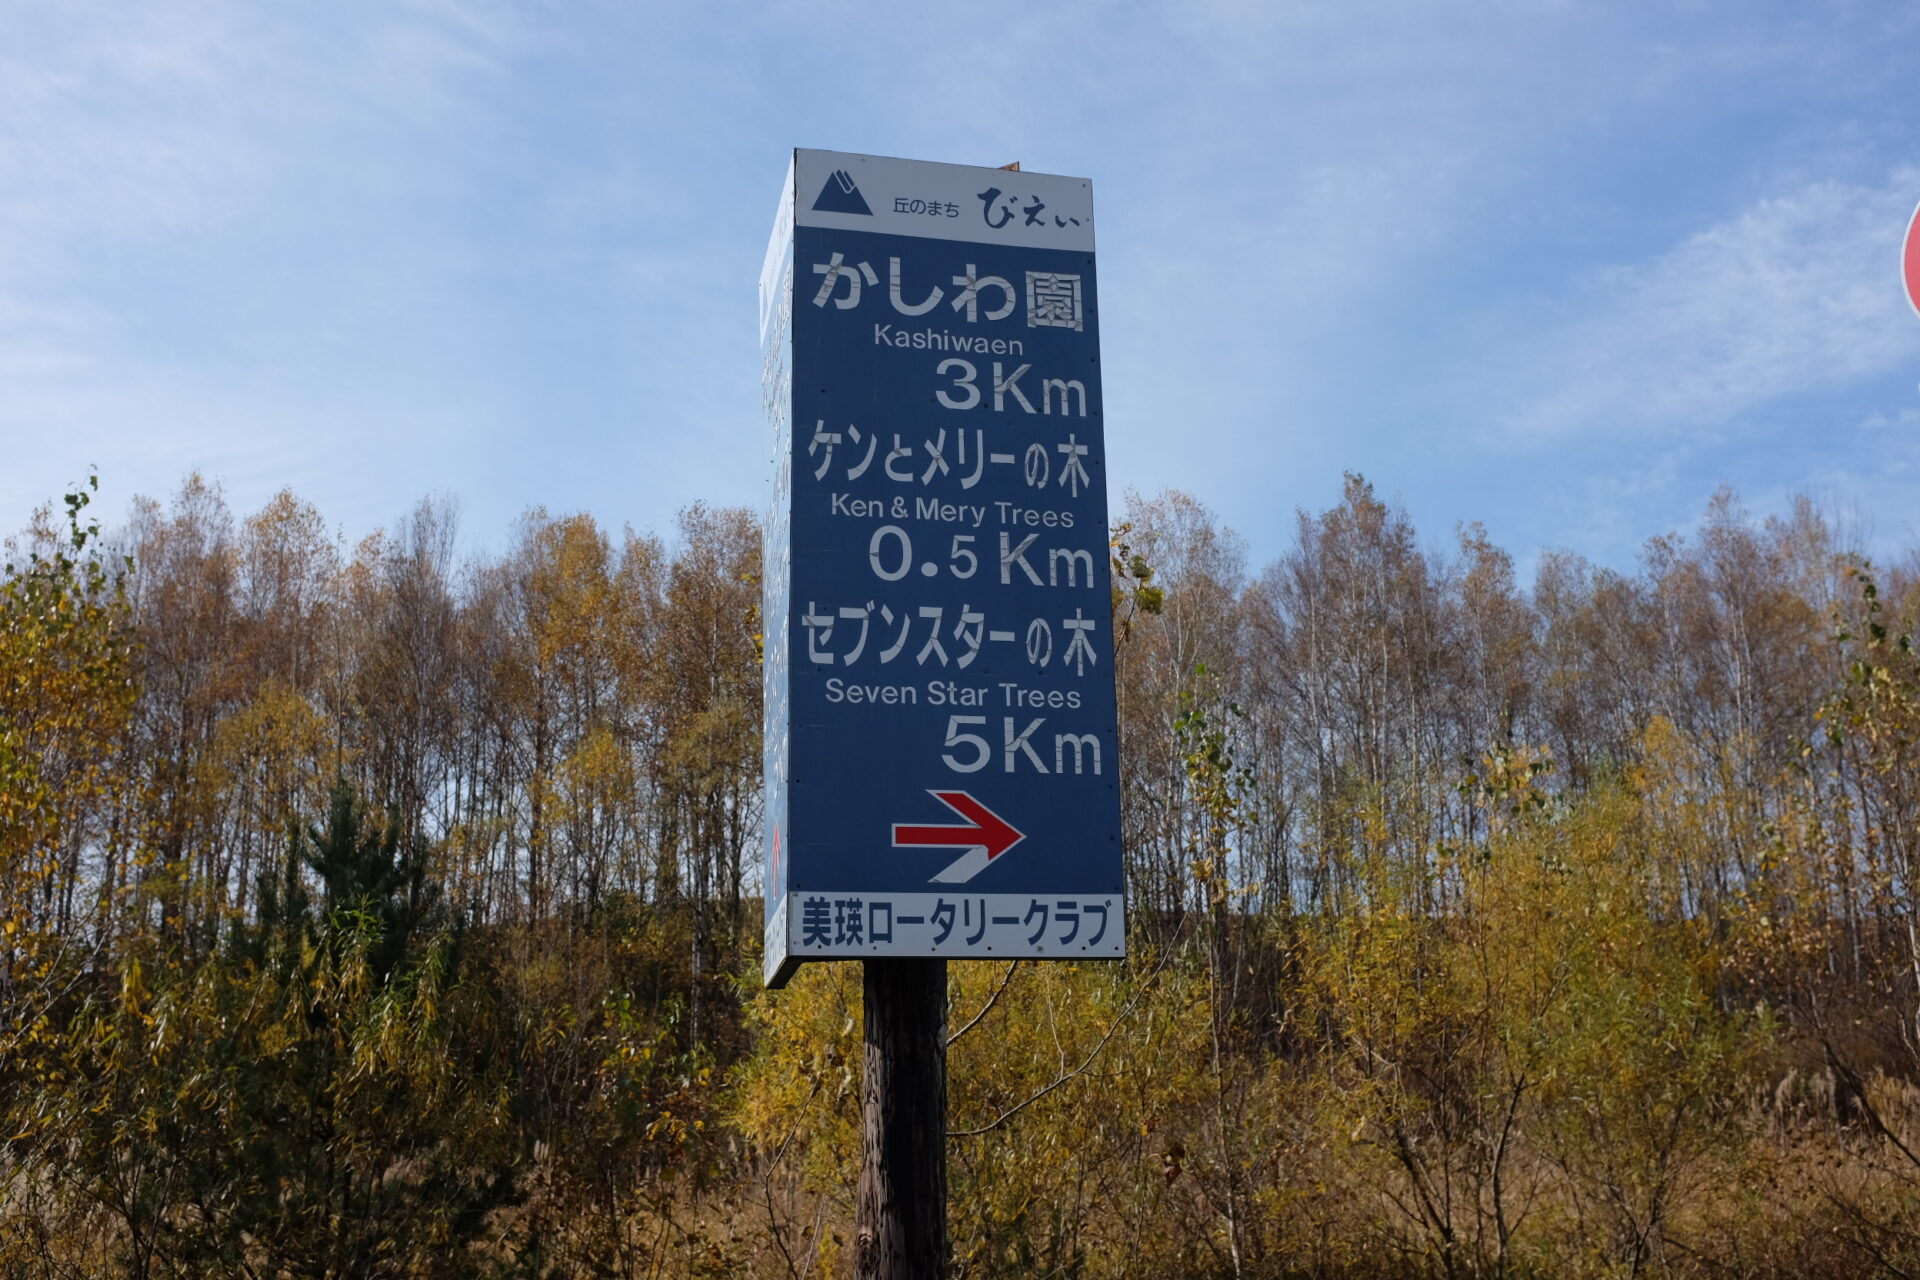 丘のまち びえい
かしわ園
Kashiwaen
3Km
ケンとメリーの木
Ken & Mery Trees
0.5Km
セブンスターの木
Seven Star Trees
5Km
美瑛ロータリークラブ